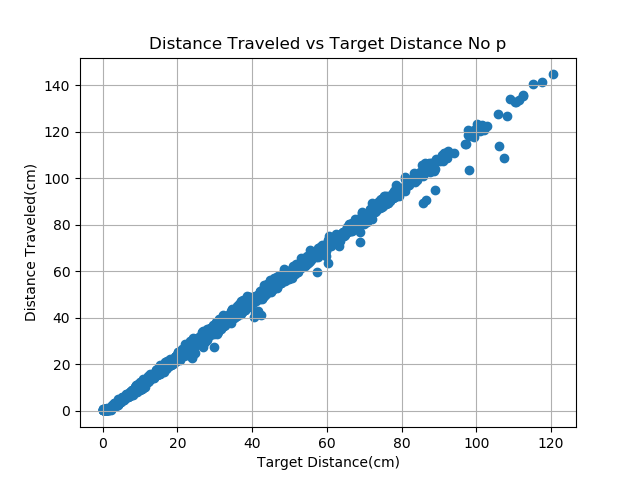 Distance Traveled vs Target Distance No p
140
120
100
80
60
40
20
0
Distance Traveled(cm)
0 20 40 60 80 100 120
Target Distance(cm)